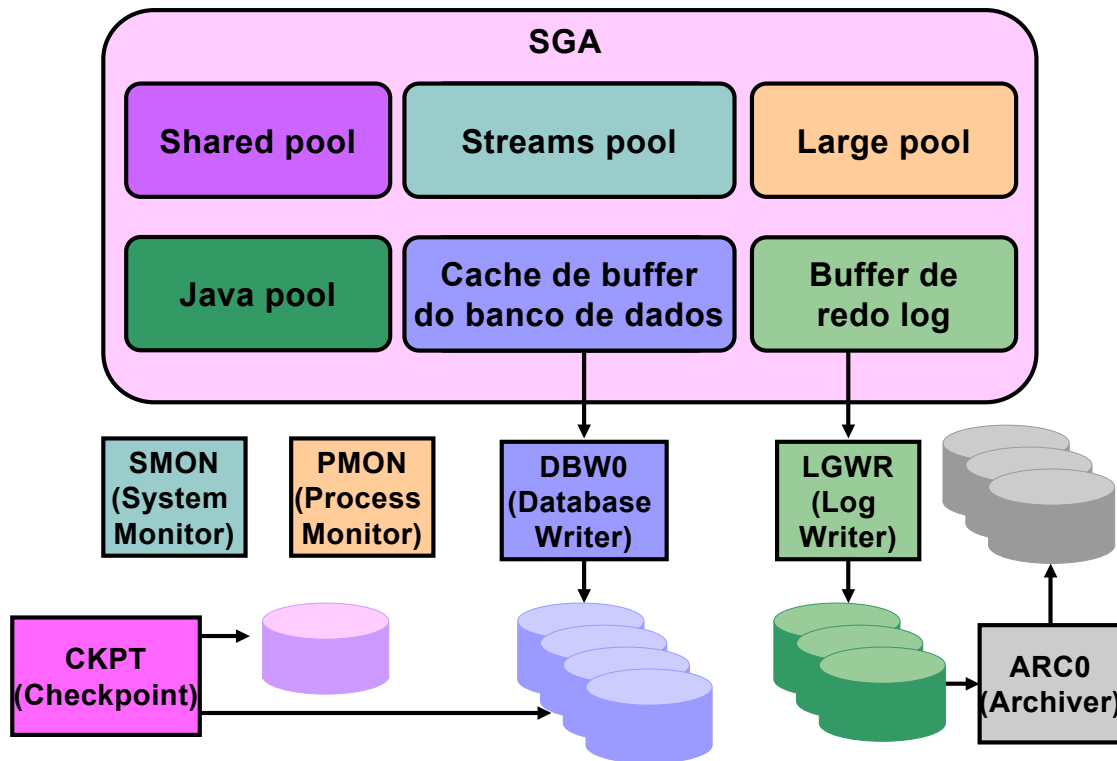 SGA
Shared pool
Streams pool
Large pool
Java pool
Cache de buffer
do banco de dados
Buffer de
redo log
SMON
(System
Monitor)
PMON
(Process
Monitor)
DBW0
(Database
Writer)
LGWR
(Log
Writer)
CKPT
(Checkpoint)
ARC0
(Archiver)